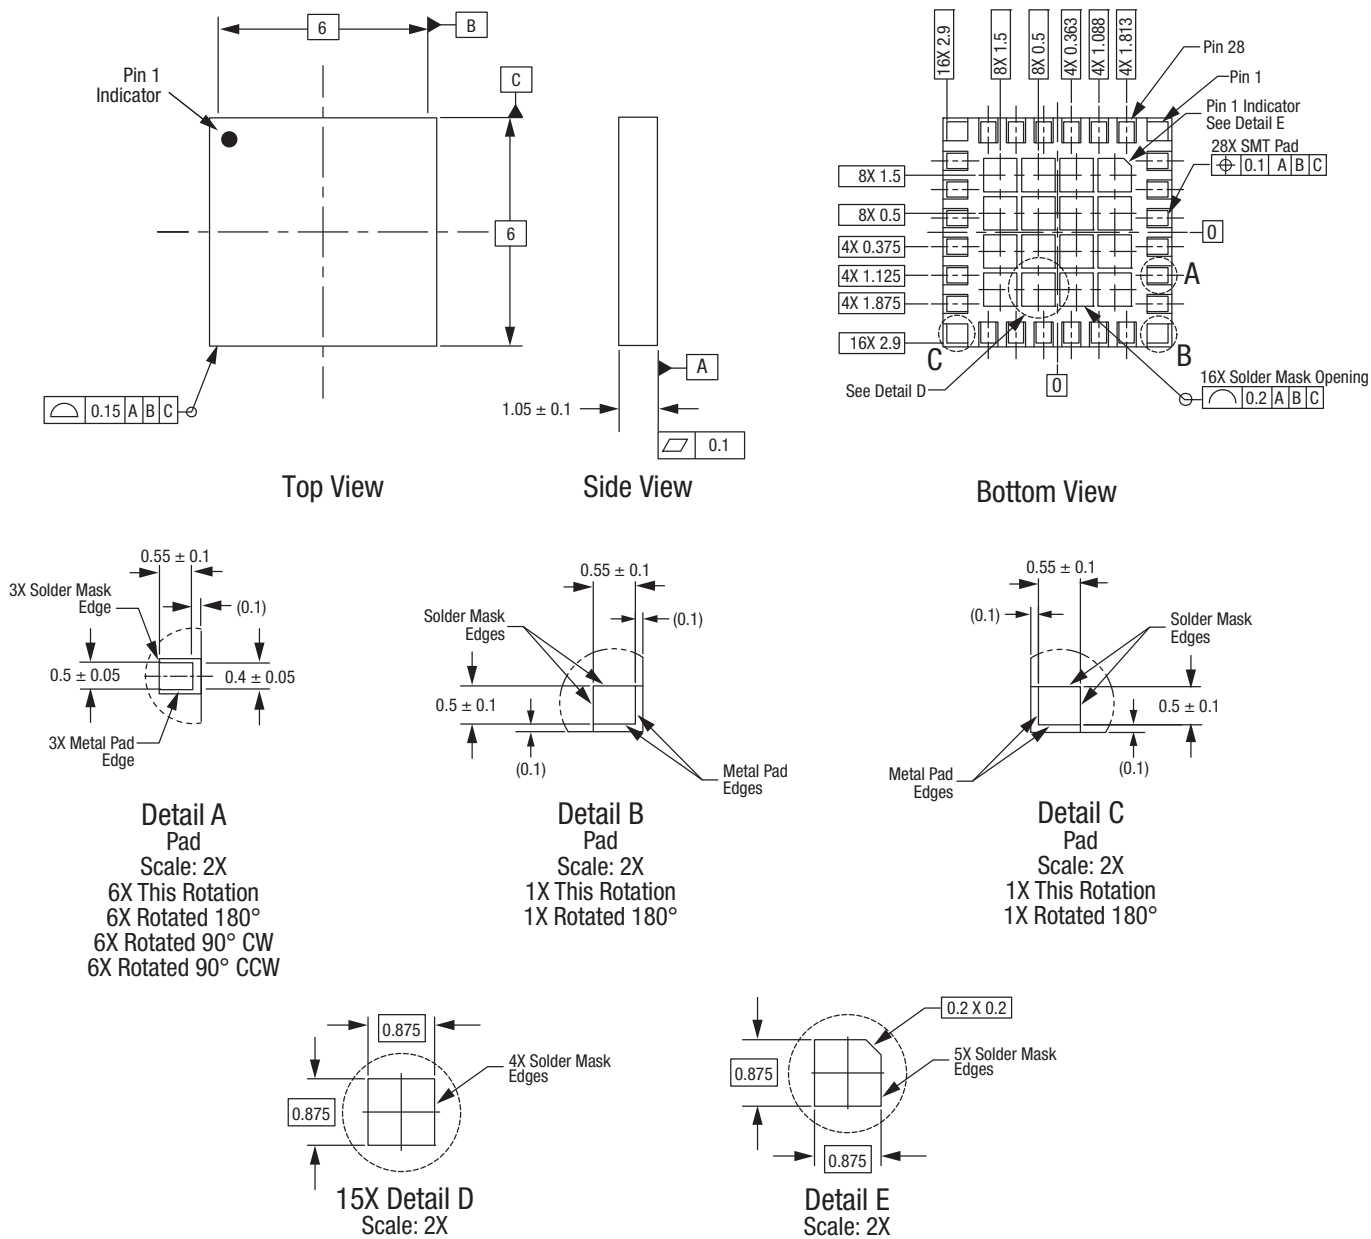 6
B
Pin 1
Indicator
C
6
0.15 A B C
Top View
A
1.05 ± 0.1
0.1
Side View
16X 2.9
8X 1.5
8X 0.5
4X 0.363
4X 1.088
4X 1.813
Pin 28
Pin 1
Pin 1 Indicator
See Detail E
28X SMT Pad
0.1 A B C
8X 1.5
8X 0.5
0
4X 0.375
4X 1.125
A
4X 1.875
16X 2.9
C
B
See Detail D
0
16X Solder Mask Opening
0.2 A B C
Bottom View
0.55 ± 0.1
3X Solder Mask
Edge
(0.1)
0.5 ± 0.05
0.4 ± 0.05
3X Metal Pad
Edge
Detail A
Pad
Scale: 2X
6X This Rotation
6X Rotated 180°
6X Rotated 90° CW
6X Rotated 90° CCW
0.55 ± 0.1
Solder Mask
Edges
(0.1)
0.5 ± 0.1
(0.1)
Metal Pad
Edges
Detail B
Pad
Scale: 2X
1X This Rotation
1X Rotated 180°
0.55 ± 0.1
(0.1)
Solder Mask
Edges
0.5 ± 0.1
Metal Pad
Edges
(0.1)
Detail C
Pad
Scale: 2X
1X This Rotation
1X Rotated 180°
0.875
4X Solder Mask
Edges
0.875
15X Detail D
Scale: 2X
0.2 X 0.2
5X Solder Mask
Edges
0.875
0.875
Detail E
Scale: 2X